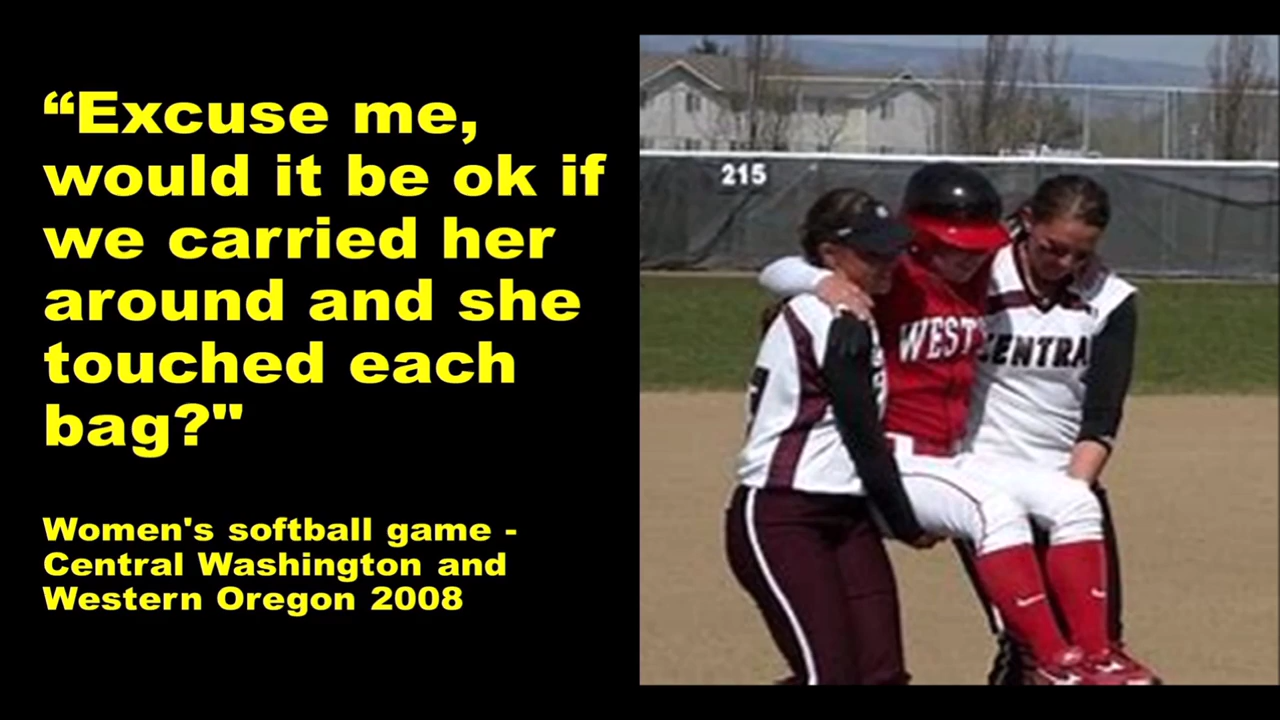 “Excuse me,
would it be ok if
we carried her
around and she
touched each
bag?"
Women's softball game -
Central Washington and
Western Oregon 2008
215
WEST
CENTRA